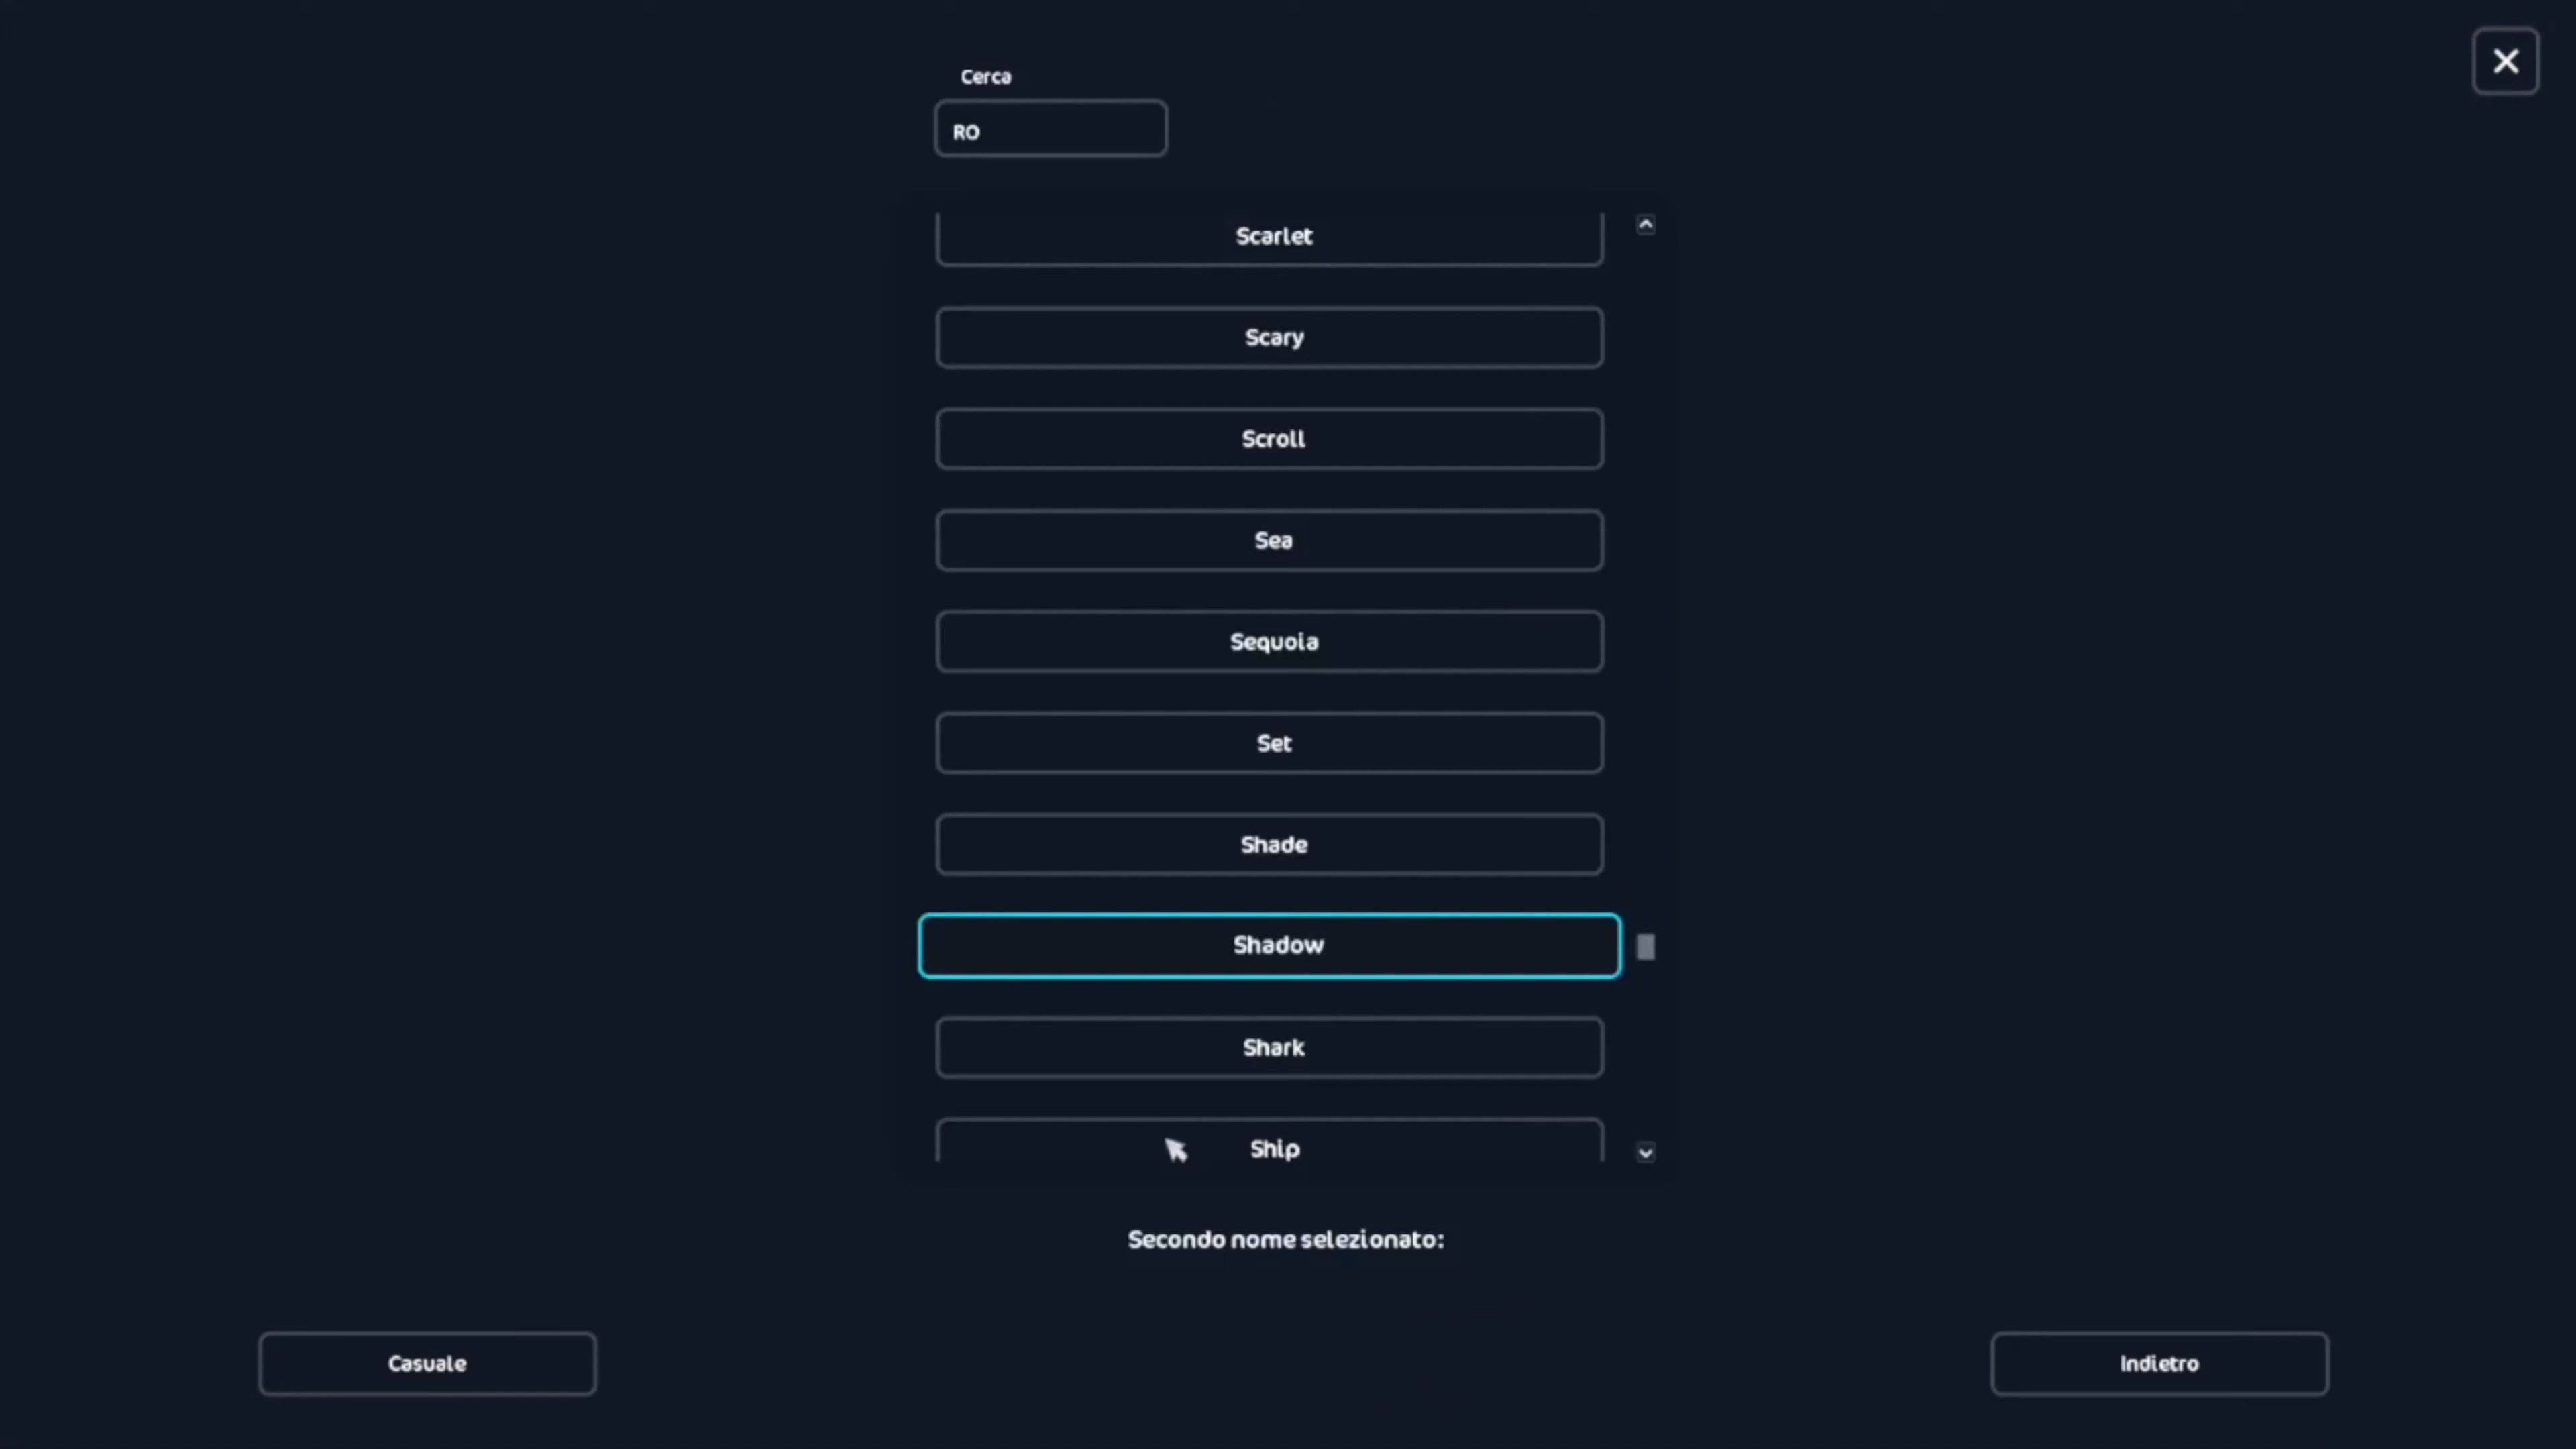 Cerca
RO
Scarlet
Scary
Scroll
Sea
Sequoia
Set
Shade
Shadow
Shark
Ship
Secondo nome selezionato:
Casuale
Indietro